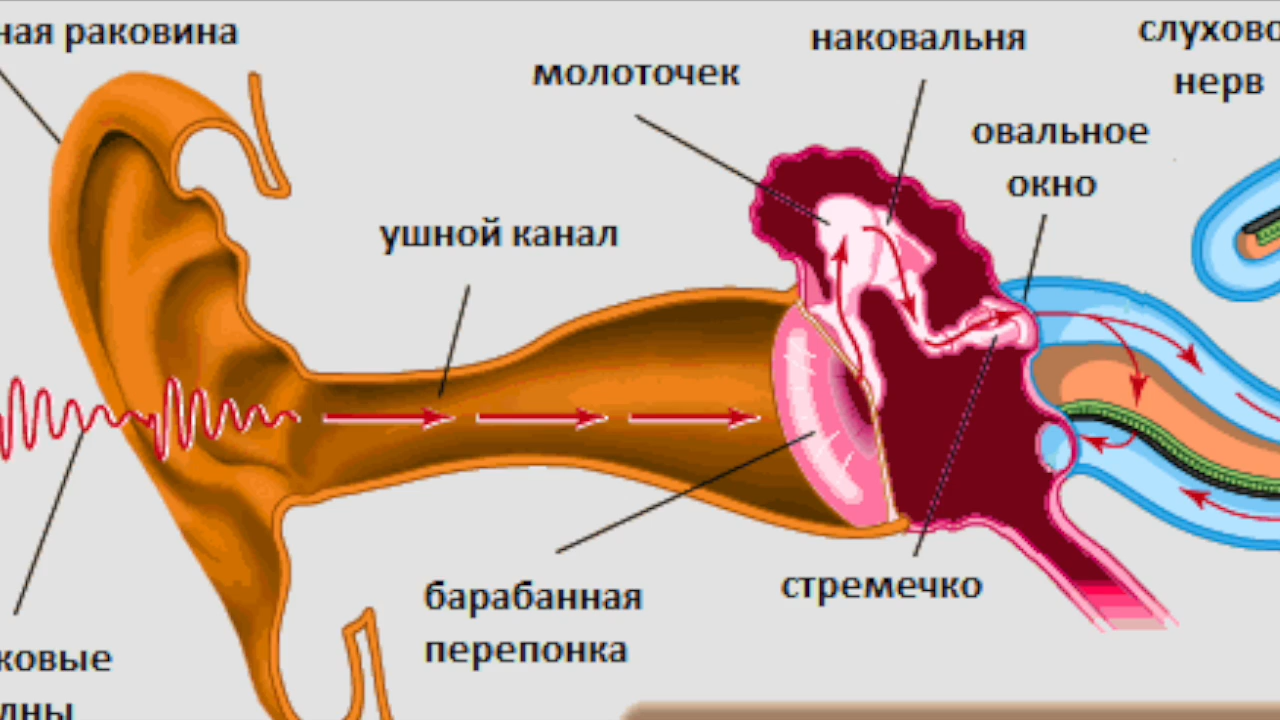 ная раковина
молоточек
наковальня
слухово
нерв
овальное
окно
ушной канал
барабанная
перепонка
стремечко
ковые
лны